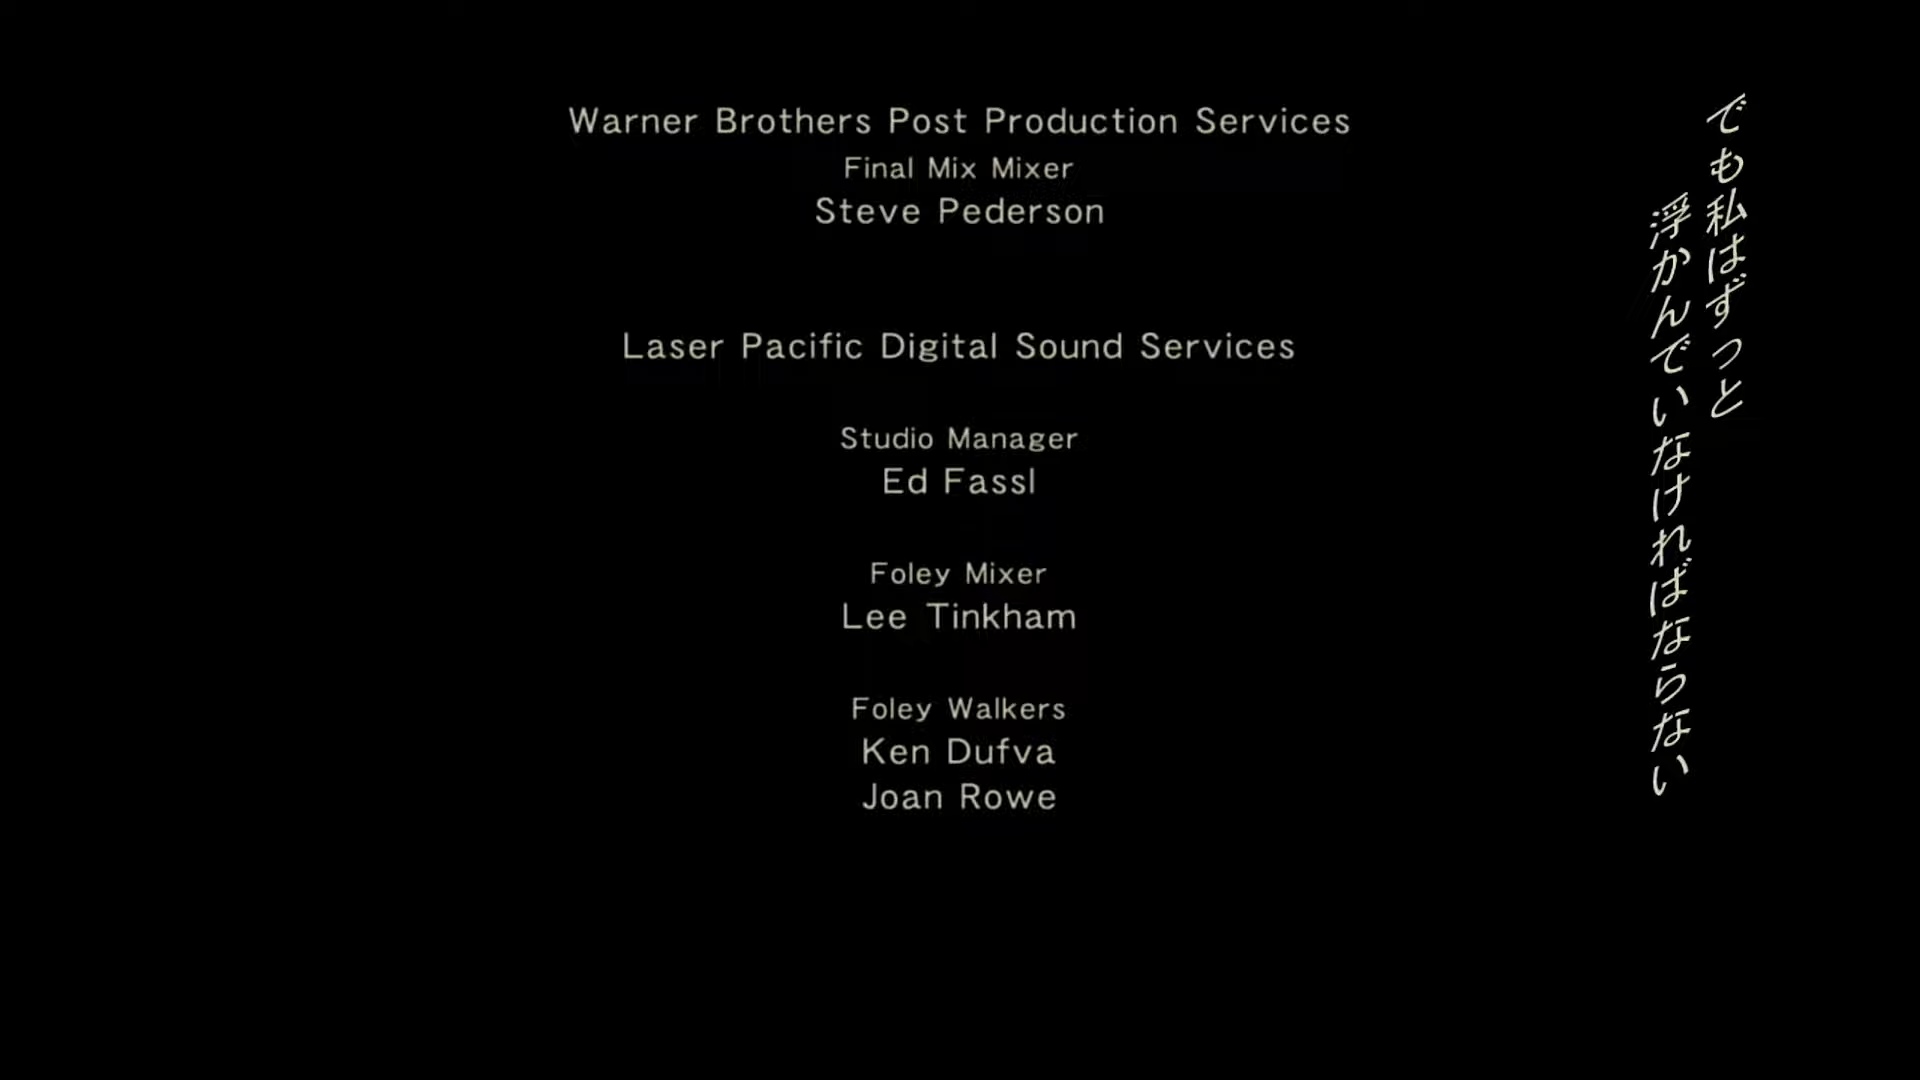 Warner Brothers Post Production Services
Final Mix Mixer
Steve Pederson
Laser Pacific Digital Sound Services
Studio Manager
Ed Fassl
Foley Mixer
Lee Tinkham
Foley Walkers
Ken Dufva
Joan Rowe
でも私はずっと
浮かんでいなければならない